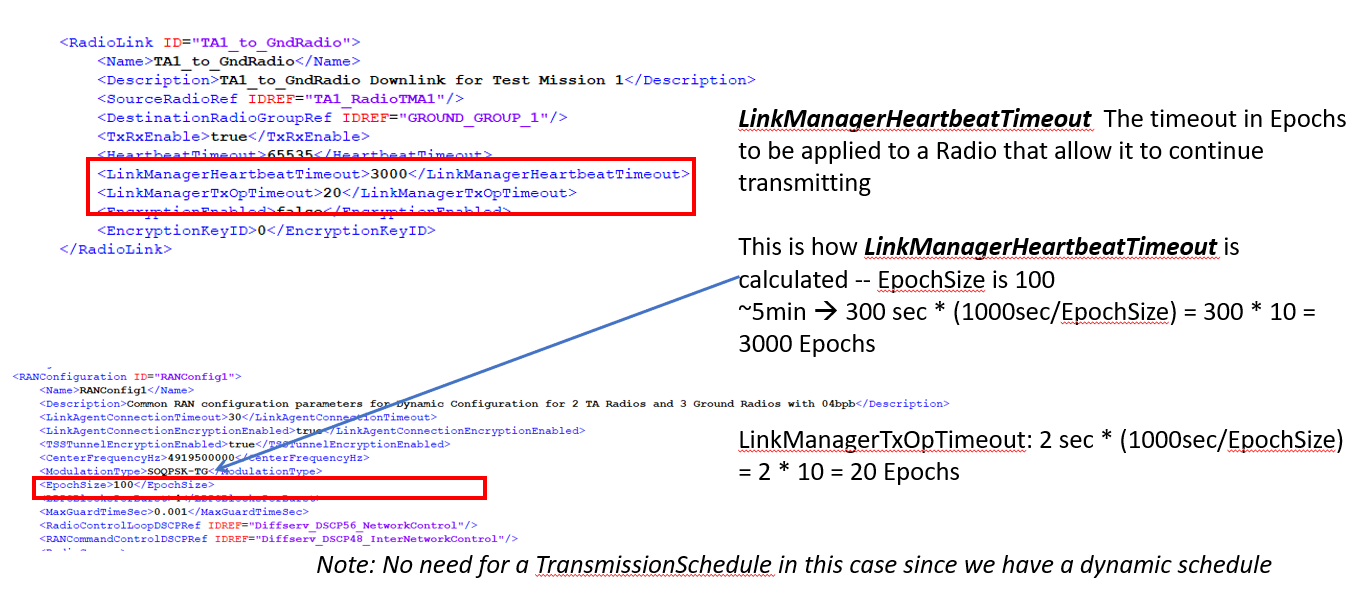 <RadioLink ID="TA1_to_GndRadio">
<Name>TA1_to_GndRadio</Name>
<Description>TA1_to_GndRadio Downlink for Test Mission 1</Description>
<SourceRadioRef IDREF="TA1_RadioTMA1"/>
<DestinationRadioGroupRef IDREF="GROUND_GROUP_1"/>
<TxRxEnable>true</TxRxEnable>
<HeartbeatTimeout>65535</HeartbeatTimeout>
<LinkManagerHeartbeatTimeout>3000</LinkManagerHeartbeatTimeout>
<LinkManagerTxOpTimeout>20</LinkManagerTxOpTimeout>
<EncryptionEnabled>false</EncryptionEnabled>
<EncryptionKeyID>0</EncryptionKeyID>
</RadioLink>
LinkManagerHeartbeatTimeout The timeout in Epochs
to be applied to a Radio that allow it to continue
transmitting
This is how LinkManagerHeartbeatTimeout is
calculated -- EpochSize is 100
~5min → 300 sec * (1000sec/EpochSize) = 300 * 10 =
3000 Epochs
LinkManagerTxOpTimeout: 2 sec * (1000sec/EpochSize)
= 2 * 10 = 20 Epochs
<RANConfiguration ID="RANConfig1">
<Name>RANConfig1</Name>
<Description>Common RAN configuration parameters for Dynamic Configuration for 2 TA Radios and 3 Ground Radios with 04bpb</Description>
<LinkAgentConnectionTimeout>30</LinkAgentConnectionTimeout>
<LinkAgentConnectionEncryptionEnabled>true</LinkAgentConnectionEncryptionEnabled>
<TSSTunnelEncryptionEnabled>true</TSSTunnelEncryptionEnabled>
<CenterFrequencyHz>4919500000</CenterFrequencyHz>
<ModulationType>SOQPSK-TG</ModulationType>
<EpochSize>100</EpochSize>
<MaxGuardTimeSec>0.001</MaxGuardTimeSec>
<RadioControlLoopDSCPRef IDREF="Diffserv_DSCP56_NetworkControl"/>
<RANCommandControlDSCPRef IDREF="Diffserv_DSCP48_InterNetworkControl"/>
Note: No need for a TransmissionSchedule in this case since we have a dynamic schedule